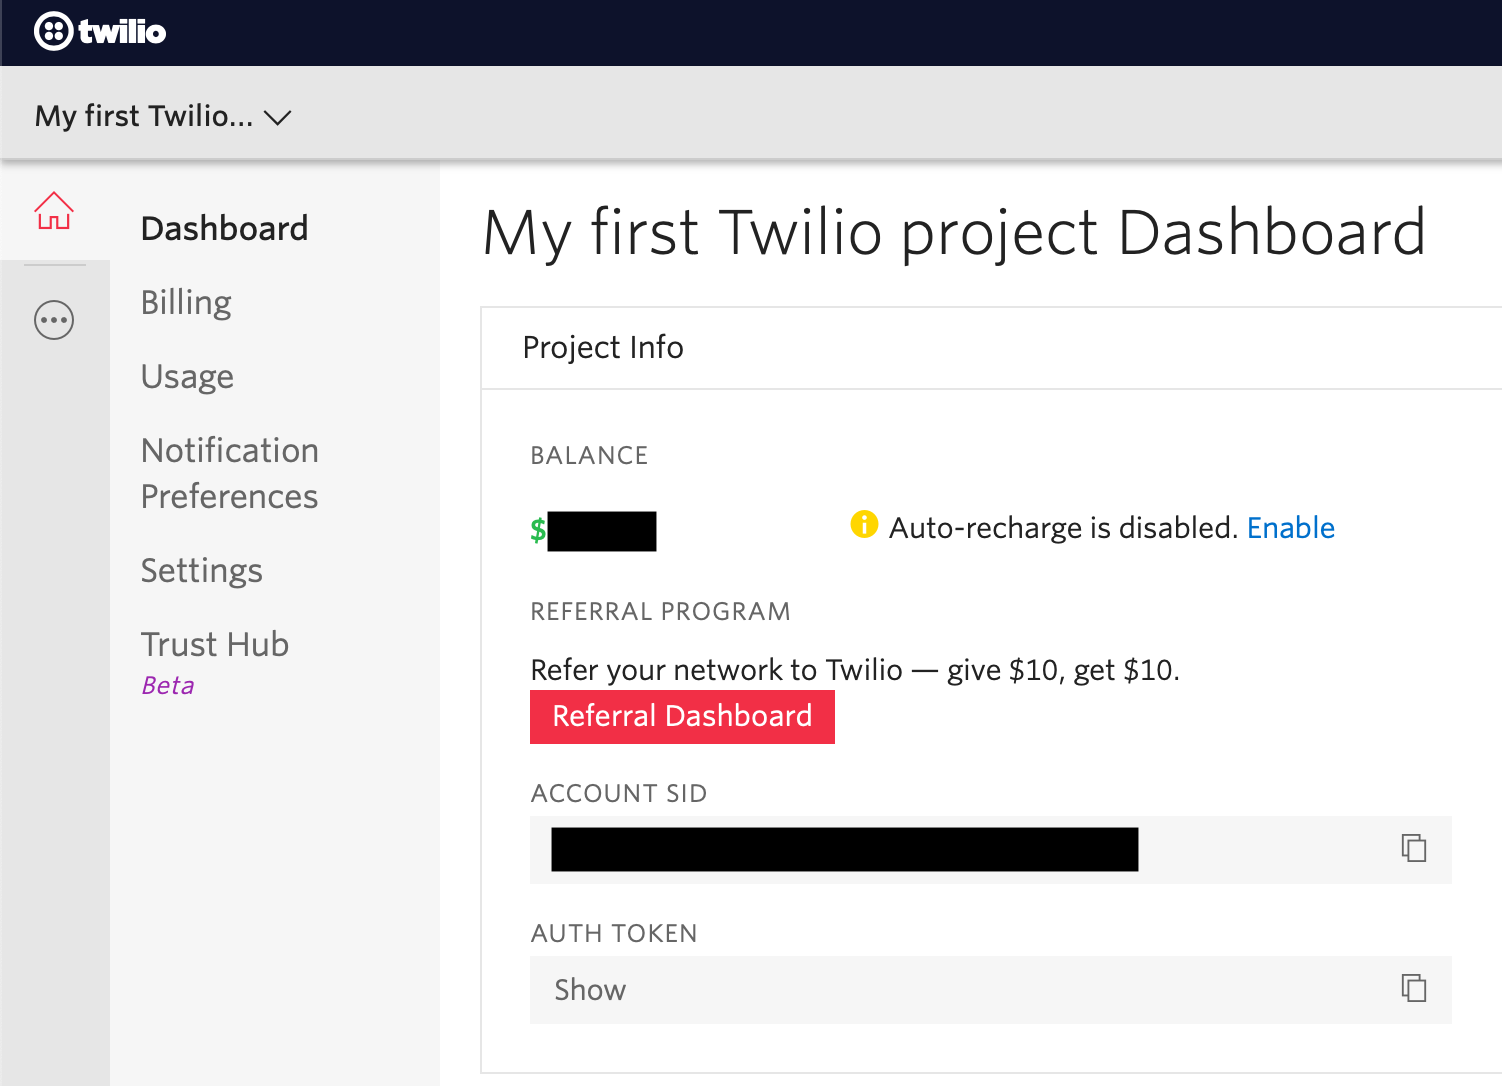 twilio
My first Twilio...
Dashboard
Billing
Usage
Notification
Preferences
Settings
Trust Hub
Beta
My first Twilio project Dashboard
Project Info
BALANCE
$
Auto-recharge is disabled. Enable
REFERRAL PROGRAM
Refer your network to Twilio — give $10, get $10.
Referral Dashboard
ACCOUNT SID
AUTH TOKEN
Show